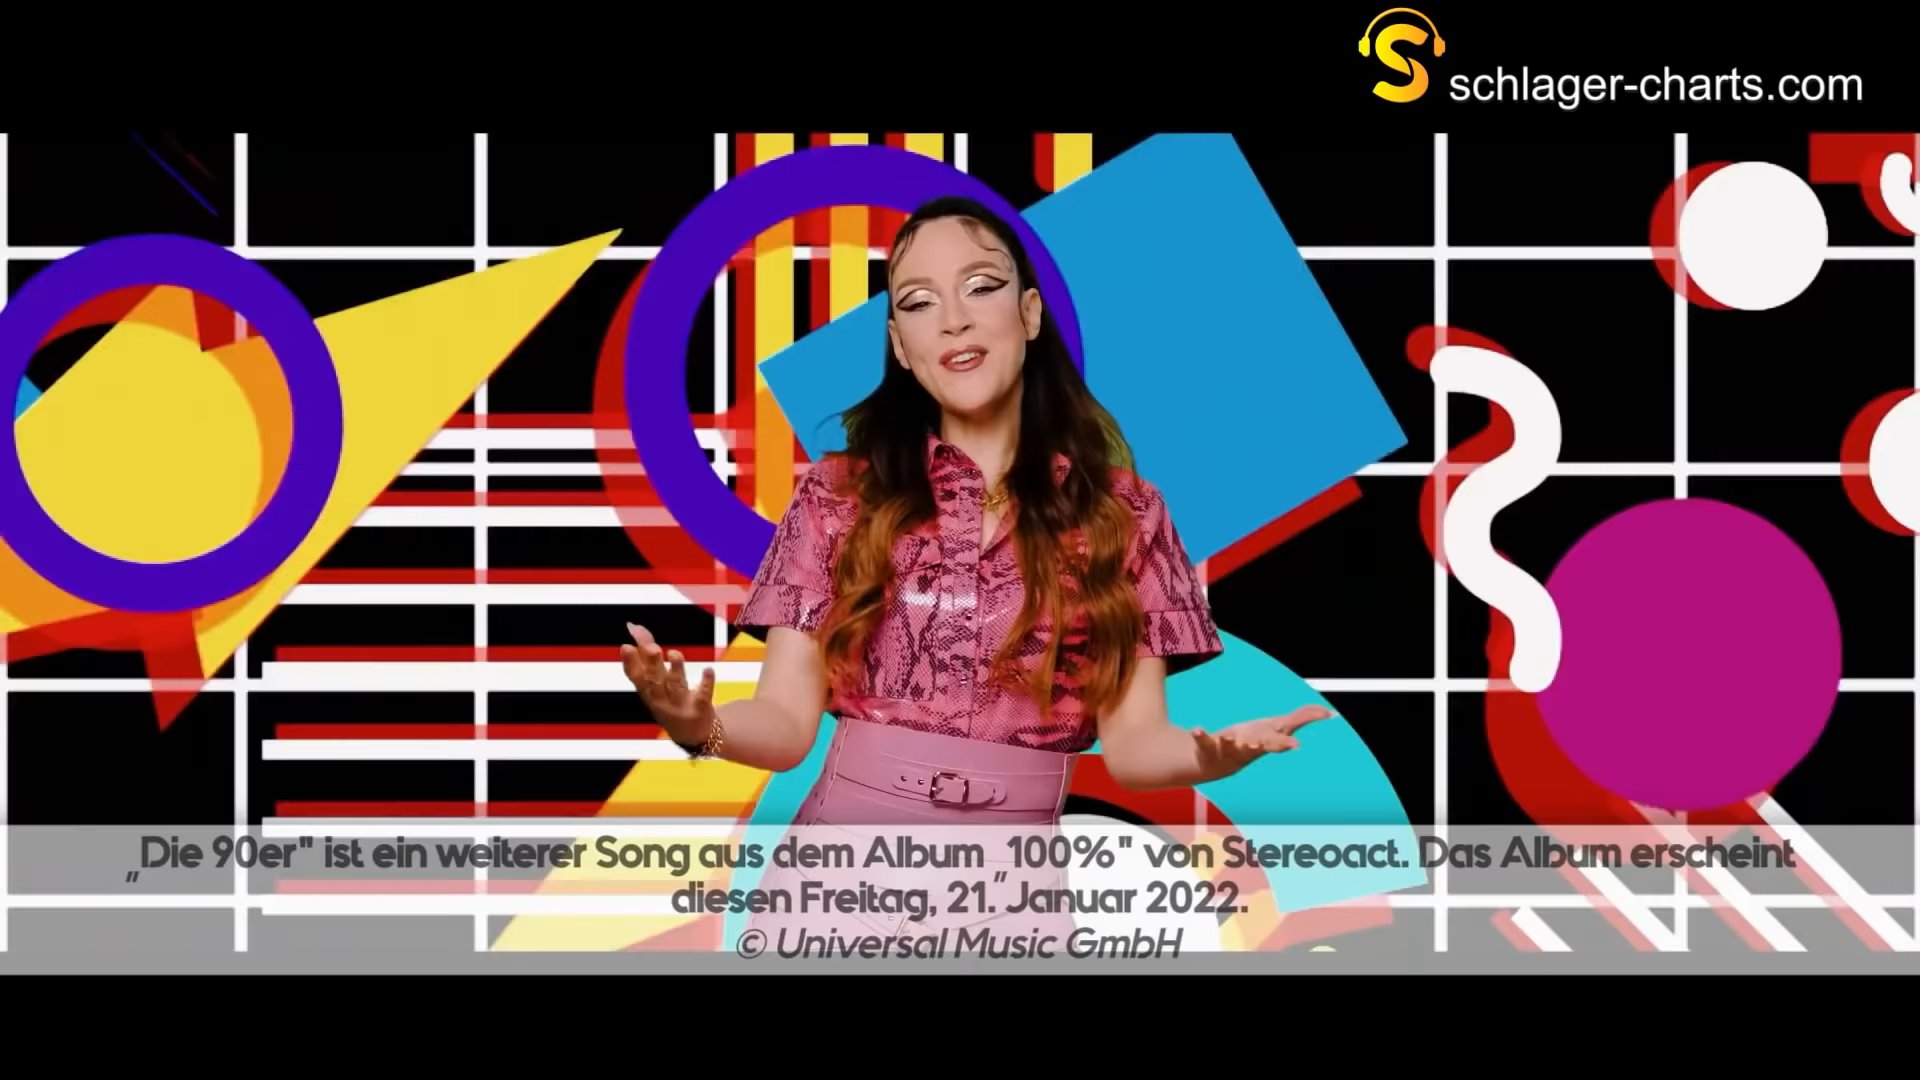 schlager-charts.com
„Die 90er" ist ein weiterer Song aus dem Album „100%" von Stereoact. Das Album erscheint
diesen Freitag, 21. Januar 2022.
© Universal Music GmbH